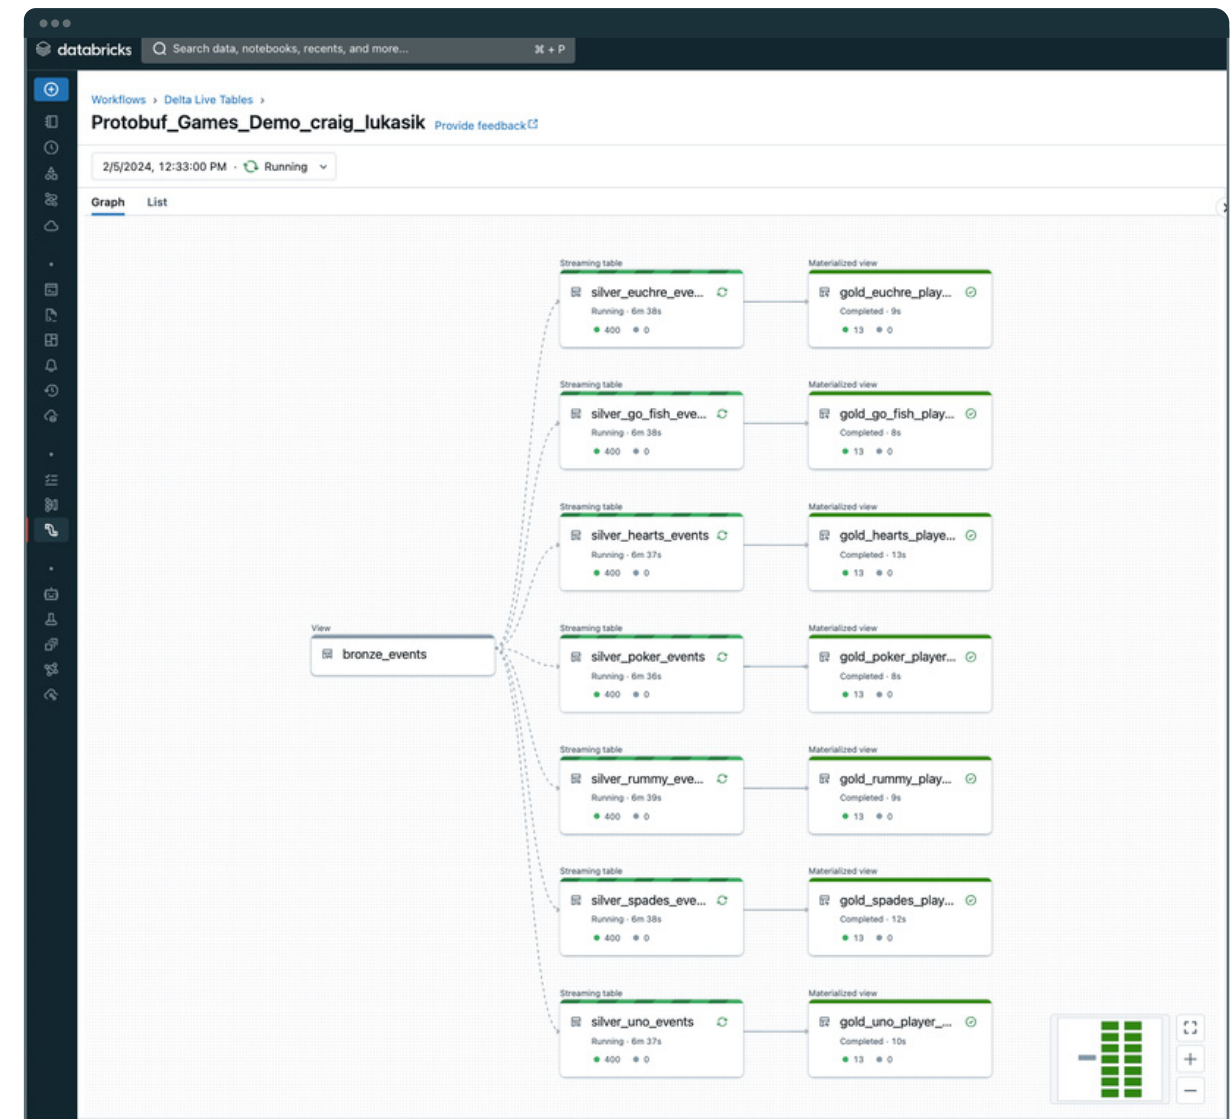 databricks
Search data, notebooks, recents, and more...
⌘ + P
Workflows > Delta Live Tables >
Protobuf_Games_Demo_craig_lukasik Provide feedback
2/5/2024, 12:33:00 PM · Running
Graph List
Streaming table
silver_euchre_eve...
Running · 6m 38s
400 0
Materialized view
gold_euchre_play...
Completed · 9s
13 0
Streaming table
silver_go_fish_eve...
Running · 6m 38s
400 0
Materialized view
gold_go_fish_play...
Completed · 8s
13 0
Streaming table
silver_hearts_events
Running · 6m 37s
400 0
Materialized view
gold_hearts_playe...
Completed · 13s
13 0
View
bronze_events
Streaming table
silver_poker_events
Running · 6m 36s
400 0
Materialized view
gold_poker_player...
Completed · 8s
13 0
Streaming table
silver_rummy_eve...
Running · 6m 39s
400 0
Materialized view
gold_rummy_play...
Completed · 9s
13 0
Streaming table
silver_spades_eve...
Running · 6m 38s
400 0
Materialized view
gold_spades_play...
Completed · 12s
13 0
Streaming table
silver_uno_events
Running · 6m 37s
400 0
Materialized view
gold_uno_player_...
Completed · 10s
13 0